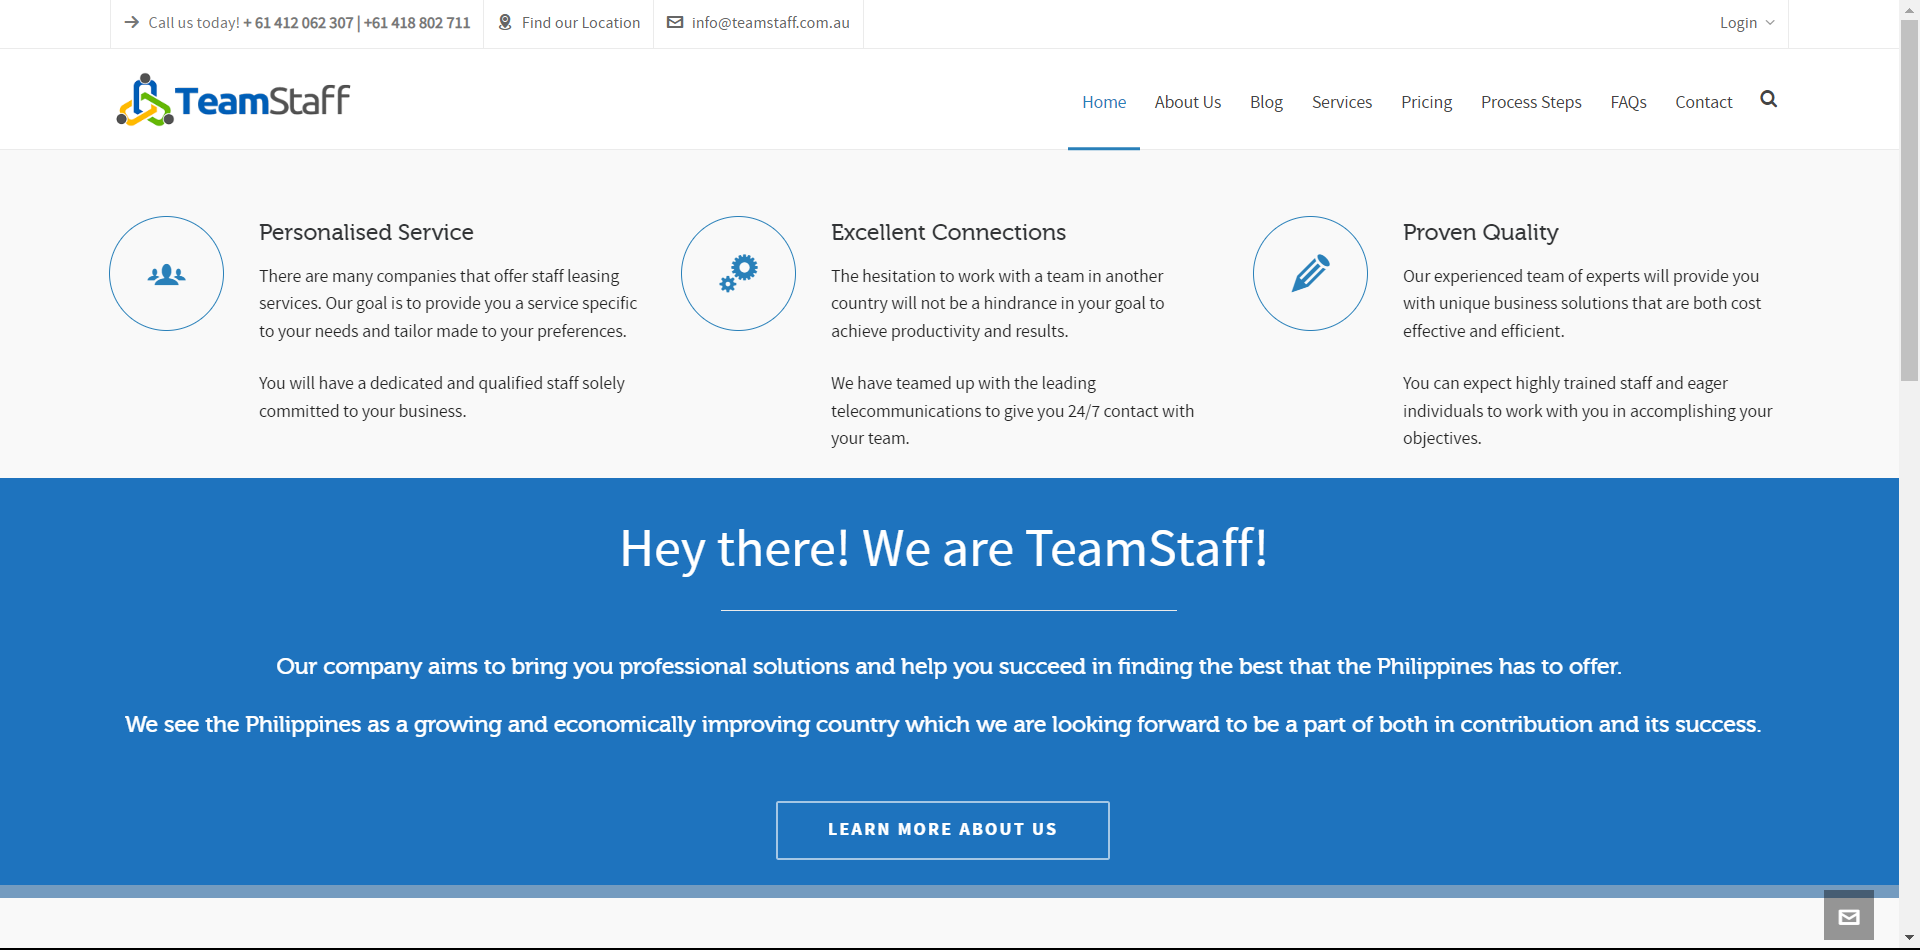 Call us today! + 61 412 062 307 | +61 418 802 711
Find our Location
info@teamstaff.com.au
Login
TeamStaff
Home
About Us
Blog
Services
Pricing
Process Steps
FAQs
Contact
Personalised Service
There are many companies that offer staff leasing
services. Our goal is to provide you a service specific
to your needs and tailor made to your preferences.
You will have a dedicated and qualified staff solely
committed to your business.
Excellent Connections
The hesitation to work with a team in another
country will not be a hindrance in your goal to
achieve productivity and results.
We have teamed up with the leading
telecommunications to give you 24/7 contact with
your team.
Proven Quality
Our experienced team of experts will provide you
with unique business solutions that are both cost
effective and efficient.
You can expect highly trained staff and eager
individuals to work with you in accomplishing your
objectives.
Hey there! We are TeamStaff!
Our company aims to bring you professional solutions and help you succeed in finding the best that the Philippines has to offer.
We see the Philippines as a growing and economically improving country which we are looking forward to be a part of both in contribution and its success.
LEARN MORE ABOUT US